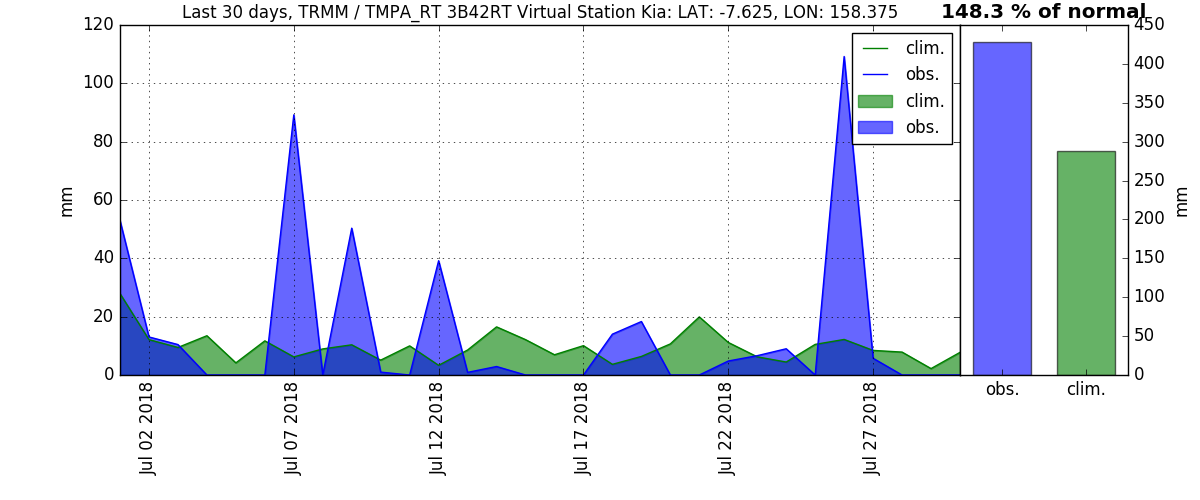 Last 30 days, TRMM / TMPA_RT 3B42RT Virtual Station Kia: LAT: -7.625, LON: 158.375
148.3 % of normal
120
100
80
60
40
20
0
mm
Jul 02 2018
Jul 07 2018
Jul 12 2018
Jul 17 2018
Jul 22 2018
Jul 27 2018
clim.
obs.
clim.
obs.
450
400
350
300
250
200
150
100
50
0
mm
obs.
clim.